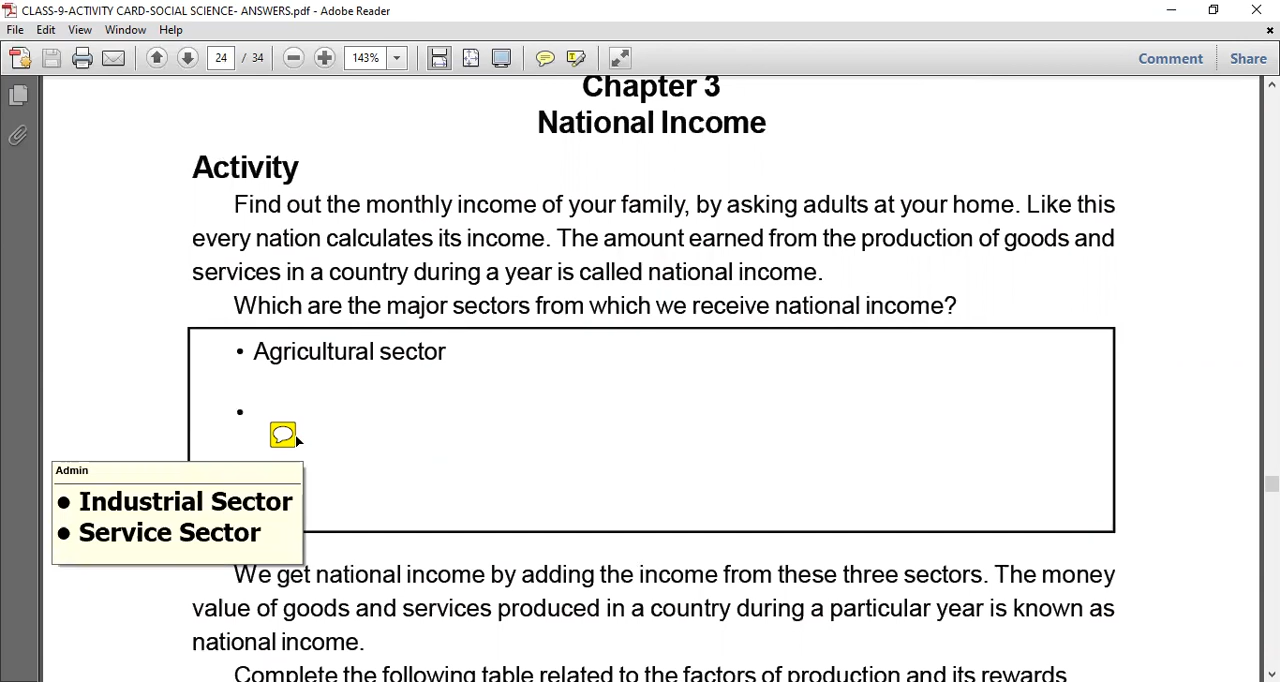 CLASS-9-ACTIVITY CARD-SOCIAL SCIENCE- ANSWERS.pdf - Adobe Reader
File Edit View Window Help
24 / 34 143% Comment Share
Chapter 3
National Income
Activity
Find out the monthly income of your family, by asking adults at your home. Like this
every nation calculates its income. The amount earned from the production of goods and
services in a country during a year is called national income.
Which are the major sectors from which we receive national income?
• Agricultural sector
•
Admin
● Industrial Sector
● Service Sector
We get national income by adding the income from these three sectors. The money
value of goods and services produced in a country during a particular year is known as
national income.
Complete the following table related to the factors of production and its rewards